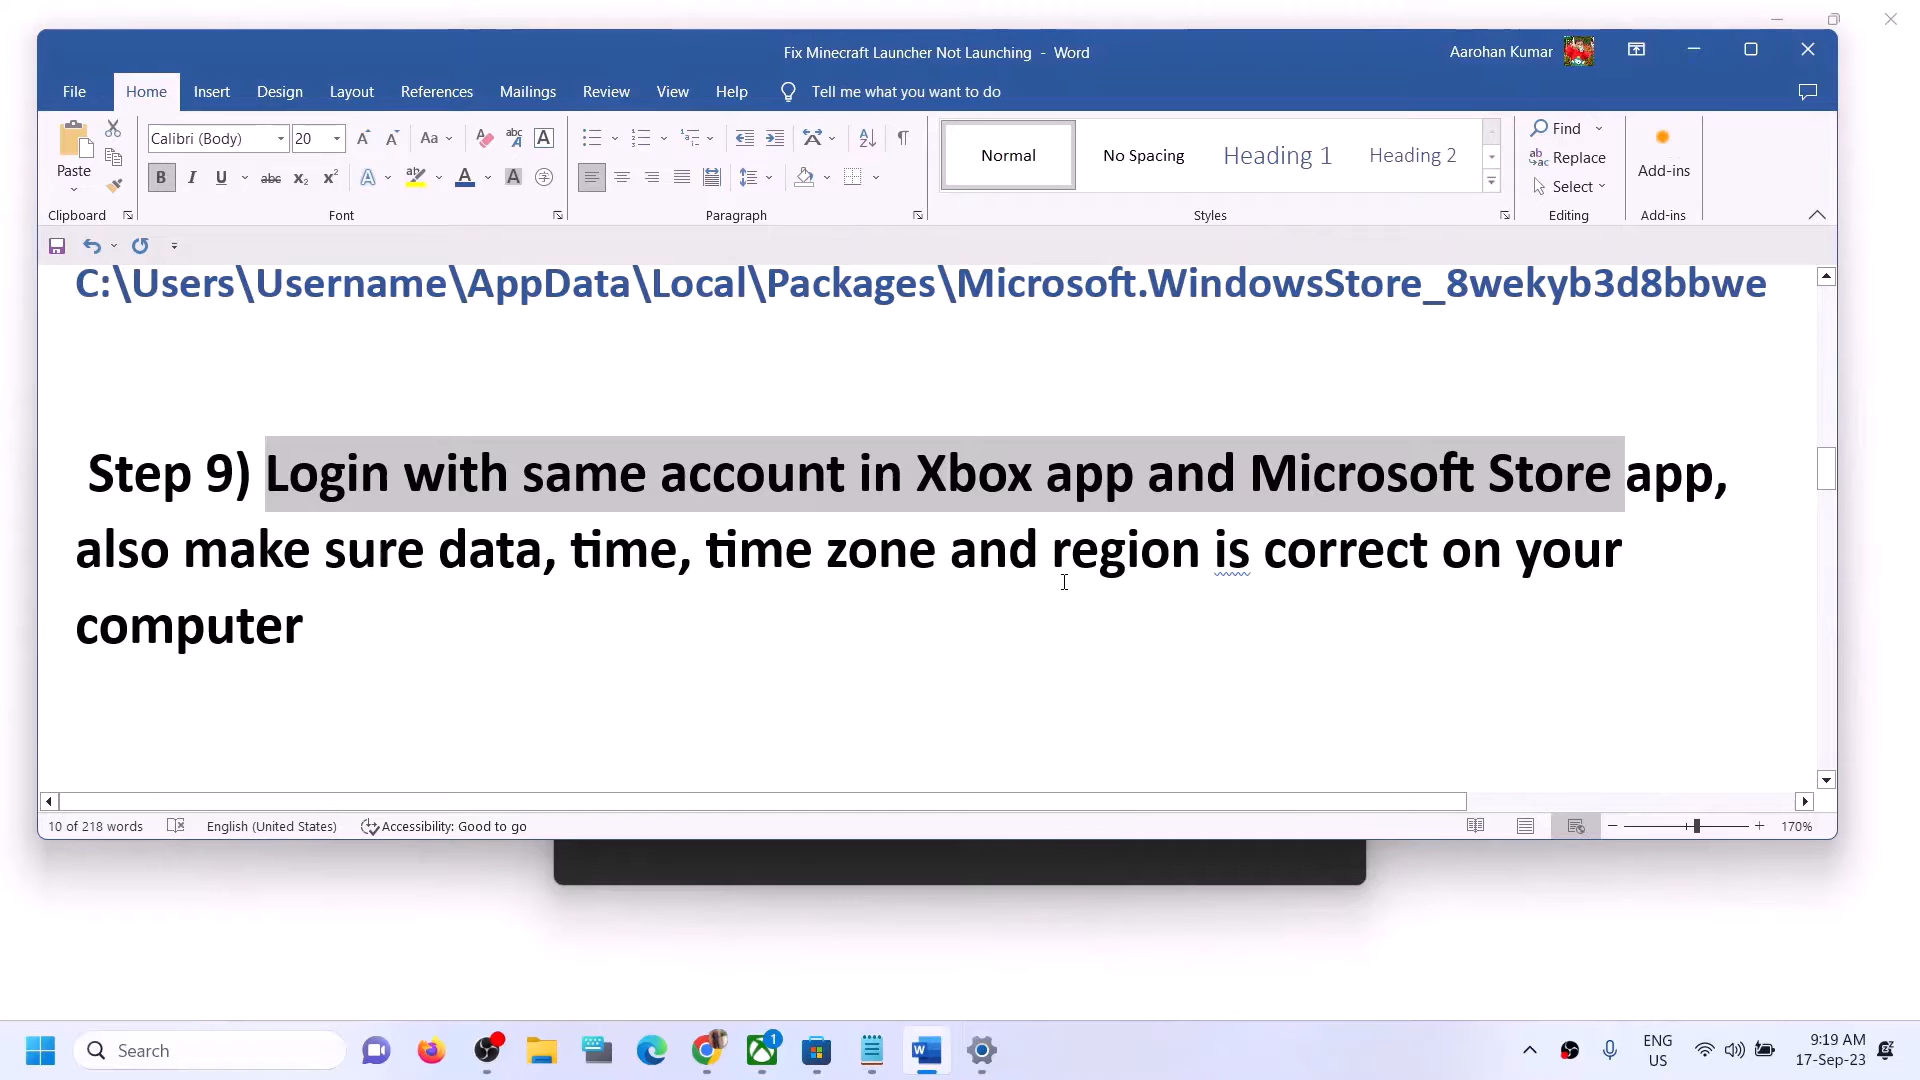 Fix Minecraft Launcher Not Launching - Word
Aarohan Kumar
File Home Insert Design Layout References Mailings Review View Help Tell me what you want to do
Paste
Calibri (Body) 20
Aa
B I U abc x₂ x² A A A
Normal
No Spacing
Heading 1
Heading 2
Find
Replace
Select
Add-ins
Clipboard Font Paragraph Styles Editing Add-ins
C:\Users\Username\AppData\Local\Packages\Microsoft.WindowsStore_8wekyb3d8bbwe
Step 9) Login with same account in Xbox app and Microsoft Store app,
also make sure data, time, time zone and region is correct on your
computer
10 of 218 words English (United States) Accessibility: Good to go 170%
Search
1
ENG
US
9:19 AM
17-Sep-23